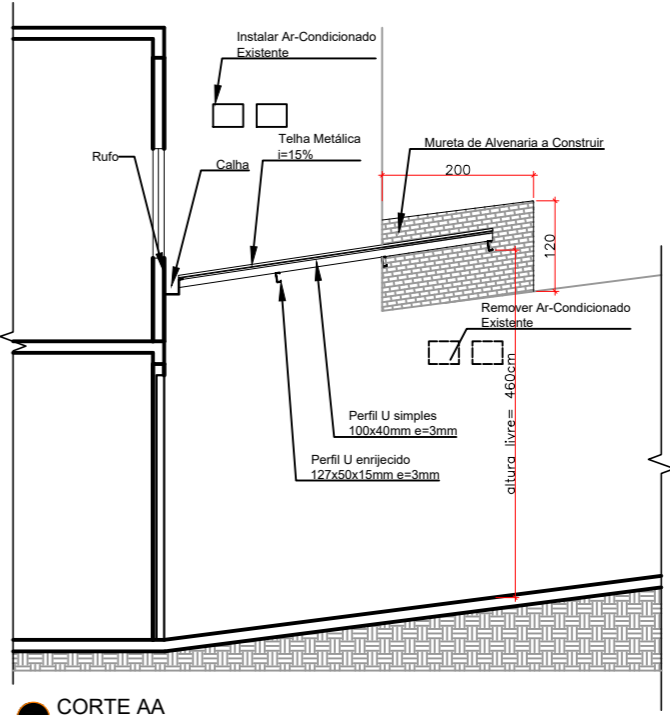 Instalar Ar-Condicionado
Existente
Telha Metálica
i=15%
Mureta de Alvenaria a Construir
Rufo
Calha
200
120
Remover Ar-Condicionado
Existente
altura livre= 460cm
Perfil U simples
100x40mm e=3mm
Perfil U enrijecido
127x50x15mm e=3mm
CORTE AA